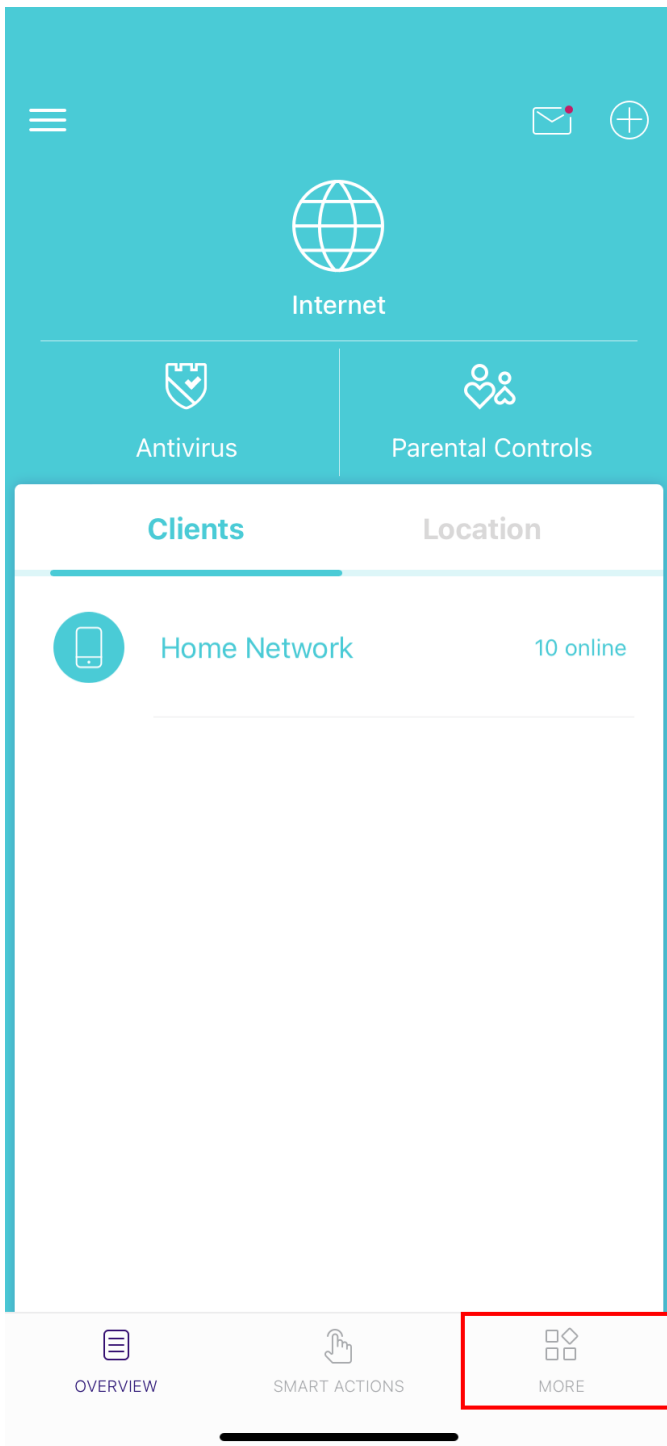 Internet
Antivirus
Parental Controls
Clients
Location
Home Network
10 online
OVERVIEW
SMART ACTIONS
MORE